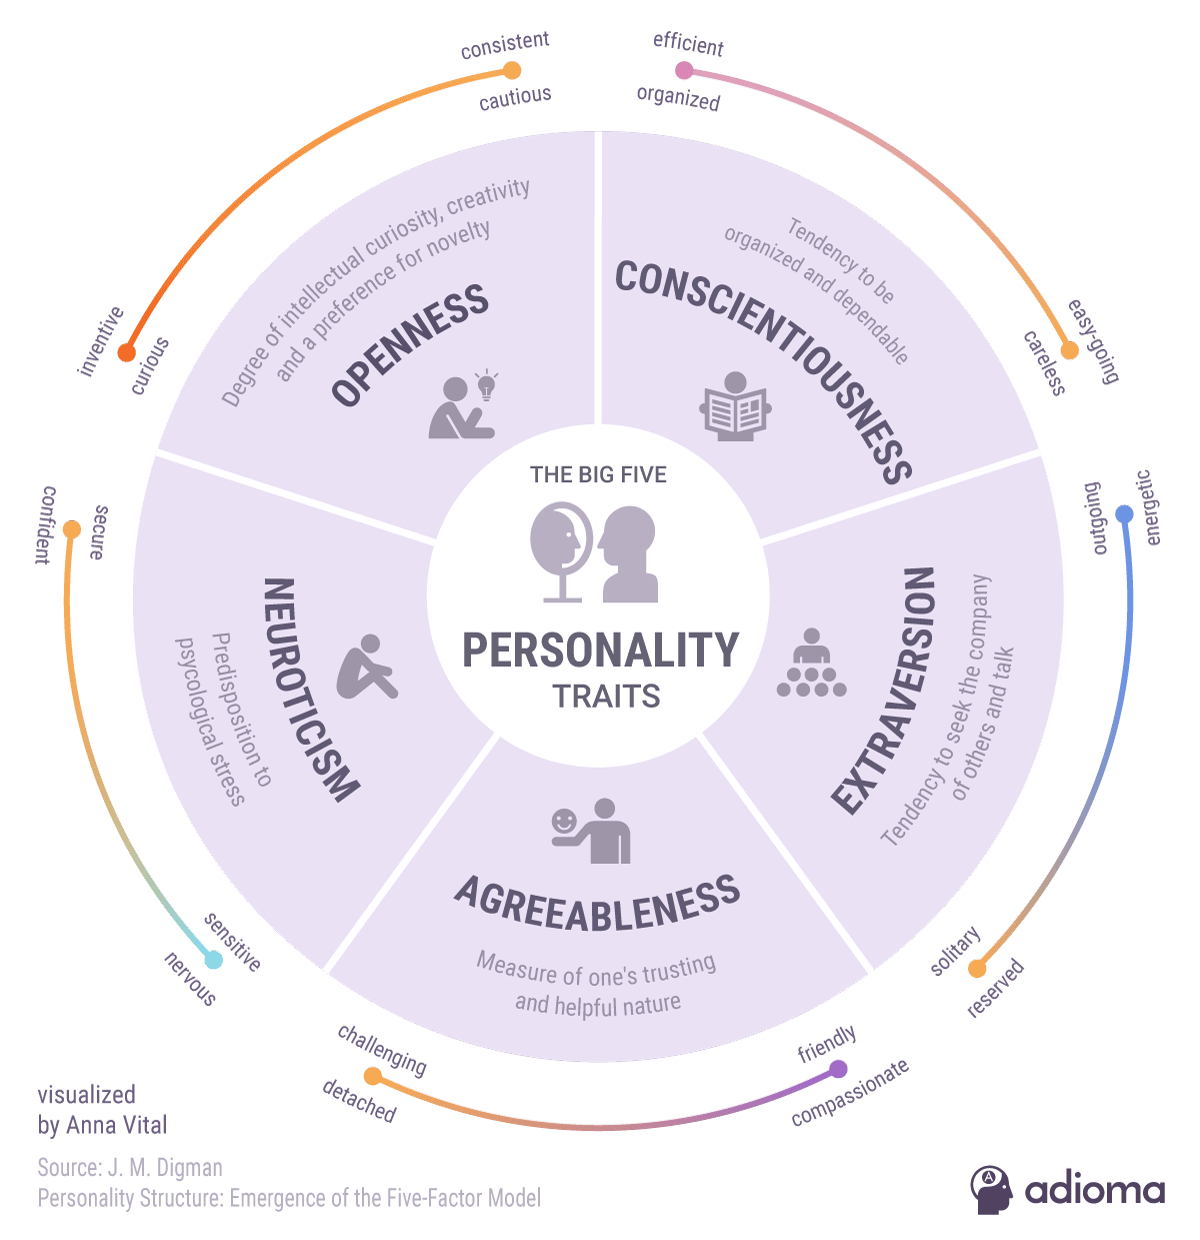 THE BIG FIVE
PERSONALITY
TRAITS
consistent
cautious
inventive
curious
Degree of intellectual curiosity, creativity
and a preference for novelty
OPENNESS
efficient
organized
easy-going
careless
Tendency to be
organized and dependable
CONSCIENTIOUSNESS
energetic
outgoing
solitary
reserved
EXTRAVERSION
Tendency to seek the company
of others and talk
AGREEABLENESS
Measure of one's trusting
and helpful nature
friendly
compassionate
challenging
detached
NEUROTICISM
Predisposition to
psycological stress
secure
confident
sensitive
nervous
visualized
by Anna Vital
Source: J. M. Digman
Personality Structure: Emergence of the Five-Factor Model
A
adioma